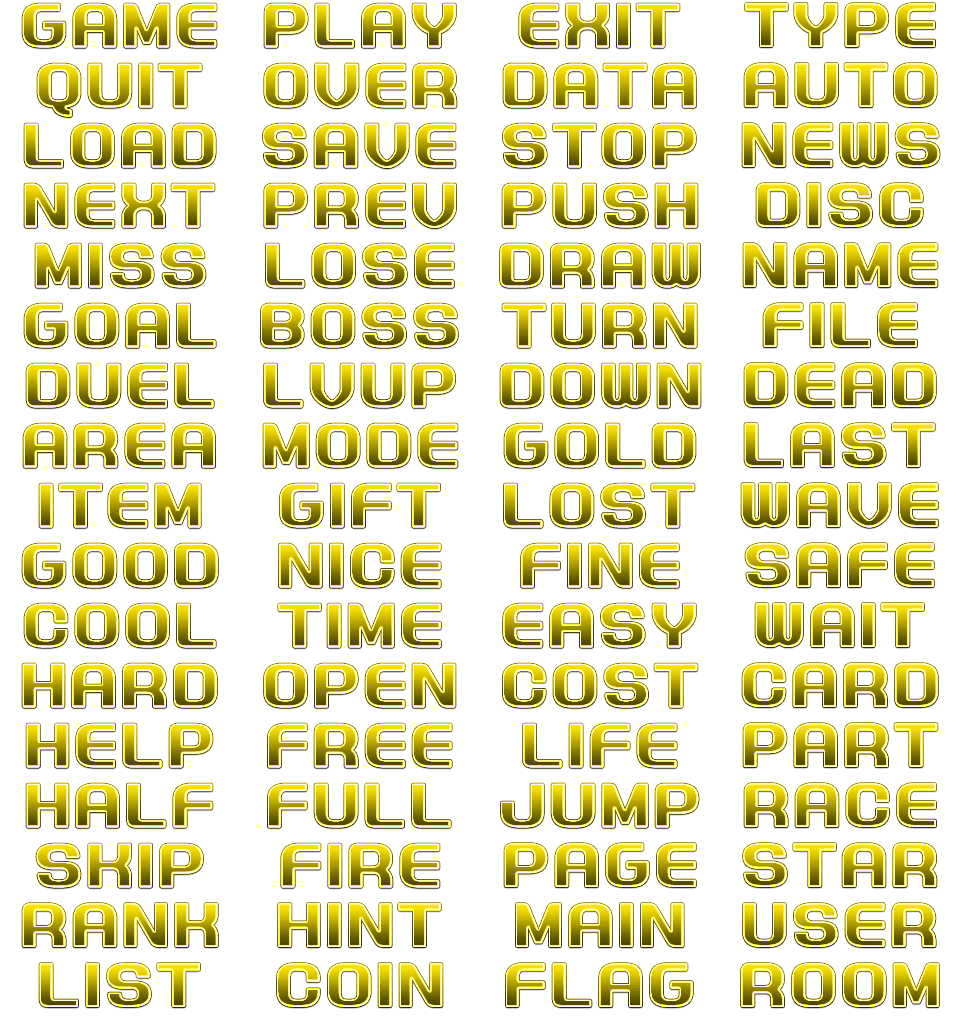 GAME PLAY EXIT TYPE
QUIT OVER DATA AUTO
LOAD SAVE STOP NEWS
NEXT PREV PUSH DISC
MISS LOSE DRAW NAME
GOAL BOSS TURN FILE
DUEL LVUP DOWN DEAD
AREA MODE GOLD LAST
ITEM GIFT LOST WAVE
GOOD NICE FINE SAFE
COOL TIME EASY WAIT
HARD OPEN COST CARD
HELP FREE LIFE PART
HALF FULL JUMP RACE
SKIP FIRE PAGE STAR
RANK HINT MAIN USER
LIST COIN FLAG ROOM